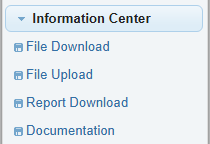 Information Center
File Download
File Upload
Report Download
Documentation